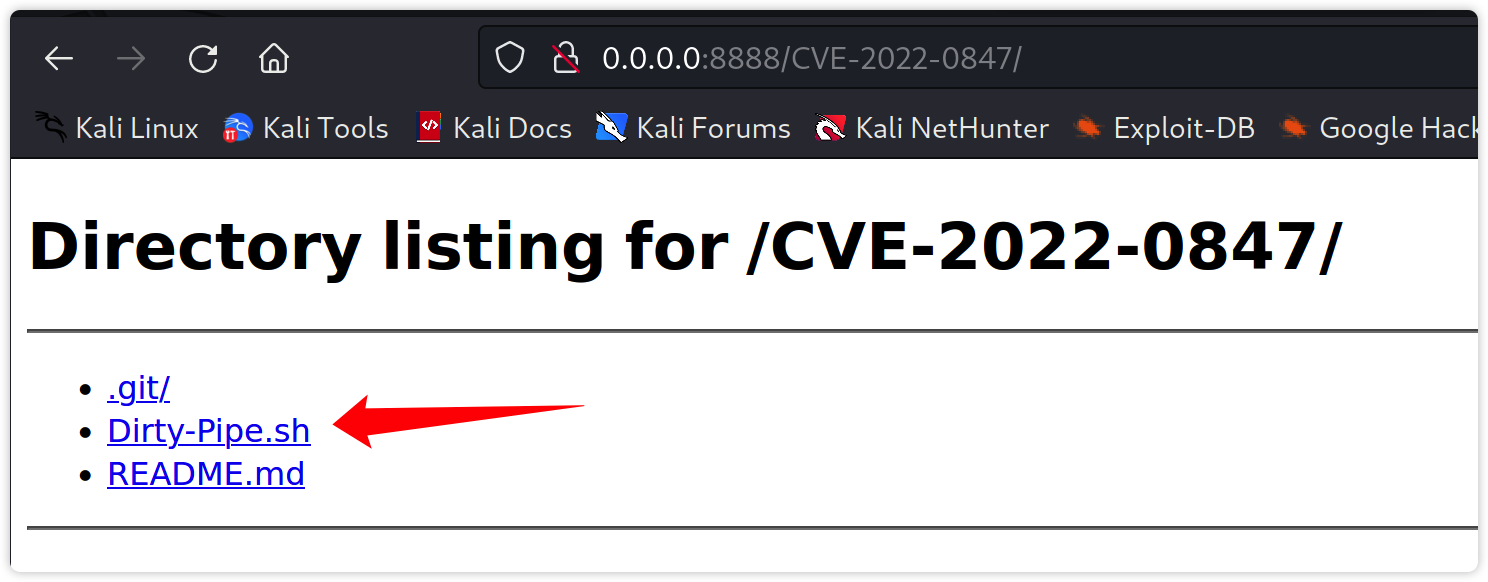 0.0.0.0:8888/CVE-2022-0847/
Kali Linux Kali Tools Kali Docs Kali Forums Kali NetHunter Exploit-DB Google Hack
Directory listing for /CVE-2022-0847/
.git/
Dirty-Pipe.sh
README.md